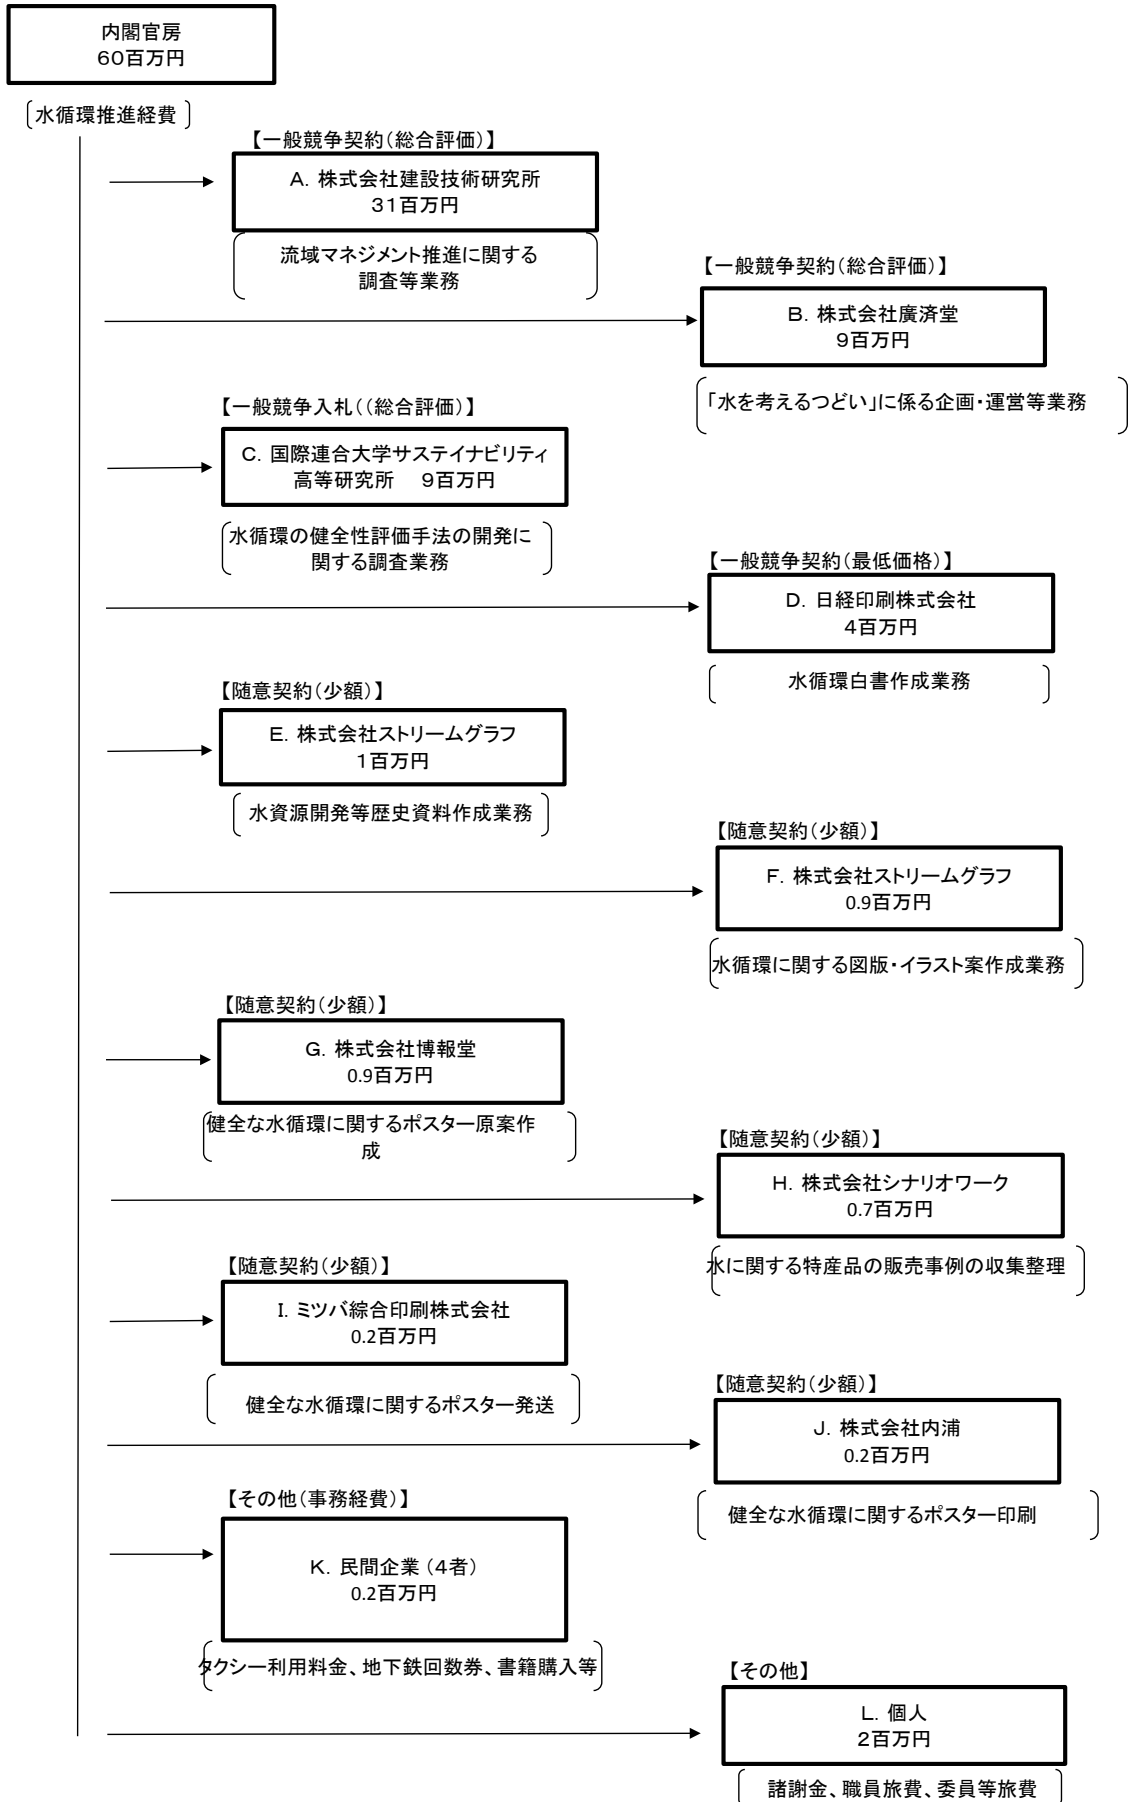 内閣官房
60百万円
水循環推進経費
【一般競争契約(総合評価)】
A. 株式会社建設技術研究所
31百万円
流域マネジメント推進に関する
調査等業務
【一般競争契約(総合評価)】
B. 株式会社廣済堂
9百万円
「水を考えるつどい」に係る企画・運営等業務
【一般競争入札((総合評価)】
C. 国際連合大学サステイナビリティ
高等研究所 9百万円
水循環の健全性評価手法の開発に
関する調査業務
【一般競争契約(最低価格)】
D. 日経印刷株式会社
4百万円
水循環白書作成業務
【随意契約(少額)】
E. 株式会社ストリームグラフ
1百万円
水資源開発等歴史資料作成業務
【随意契約(少額)】
F. 株式会社ストリームグラフ
0.9百万円
水循環に関する図版・イラスト案作成業務
【随意契約(少額)】
G. 株式会社博報堂
0.9百万円
健全な水循環に関するポスター原案作
成
【随意契約(少額)】
H. 株式会社シナリオワーク
0.7百万円
水に関する特産品の販売事例の収集整理
【随意契約(少額)】
I. ミツバ綜合印刷株式会社
0.2百万円
健全な水循環に関するポスター発送
【随意契約(少額)】
J. 株式会社内浦
0.2百万円
健全な水循環に関するポスター印刷
【その他(事務経費)】
K. 民間企業(4者)
0.2百万円
タクシー利用料金、地下鉄回数券、書籍購入等
【その他】
L. 個人
2百万円
諸謝金、職員旅費、委員等旅費